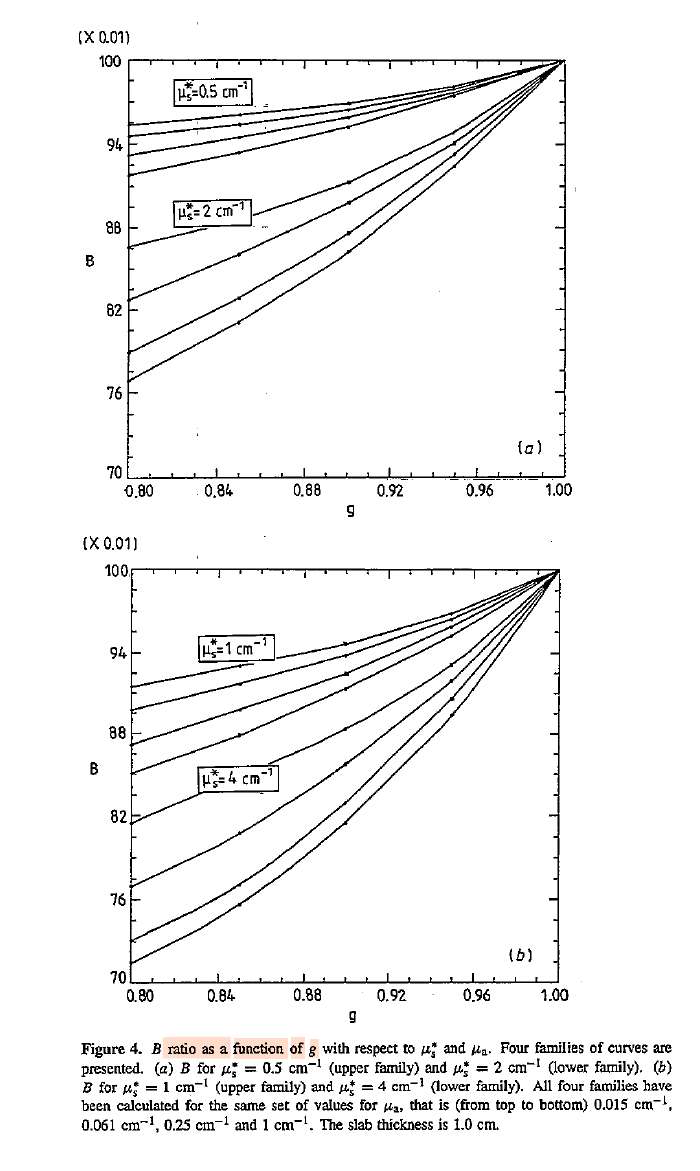 (X 0.01)
100
μ*s=0.5 cm⁻¹
94
μ*s=2 cm⁻¹
88
B
82
76
(a)
70
0.80 0.84 0.88 0.92 0.96 1.00
g
(X 0.01)
100
μ*s=1 cm⁻¹
94
88
B
μ*s=4 cm⁻¹
82
76
(b)
70
0.80 0.84 0.88 0.92 0.96 1.00
g
Figure 4. B ratio as a function of g with respect to μ*s and μa. Four families of curves are
presented. (a) B for μ*s = 0.5 cm⁻¹ (upper family) and μ*s = 2 cm⁻¹ (lower family). (b)
B for μ*s = 1 cm⁻¹ (upper family) and μ*s = 4 cm⁻¹ (lower family). All four families have
been calculated for the same set of values for μa, that is (from top to bottom) 0.015 cm⁻¹,
0.061 cm⁻¹, 0.25 cm⁻¹ and 1 cm⁻¹. The slab thickness is 1.0 cm.